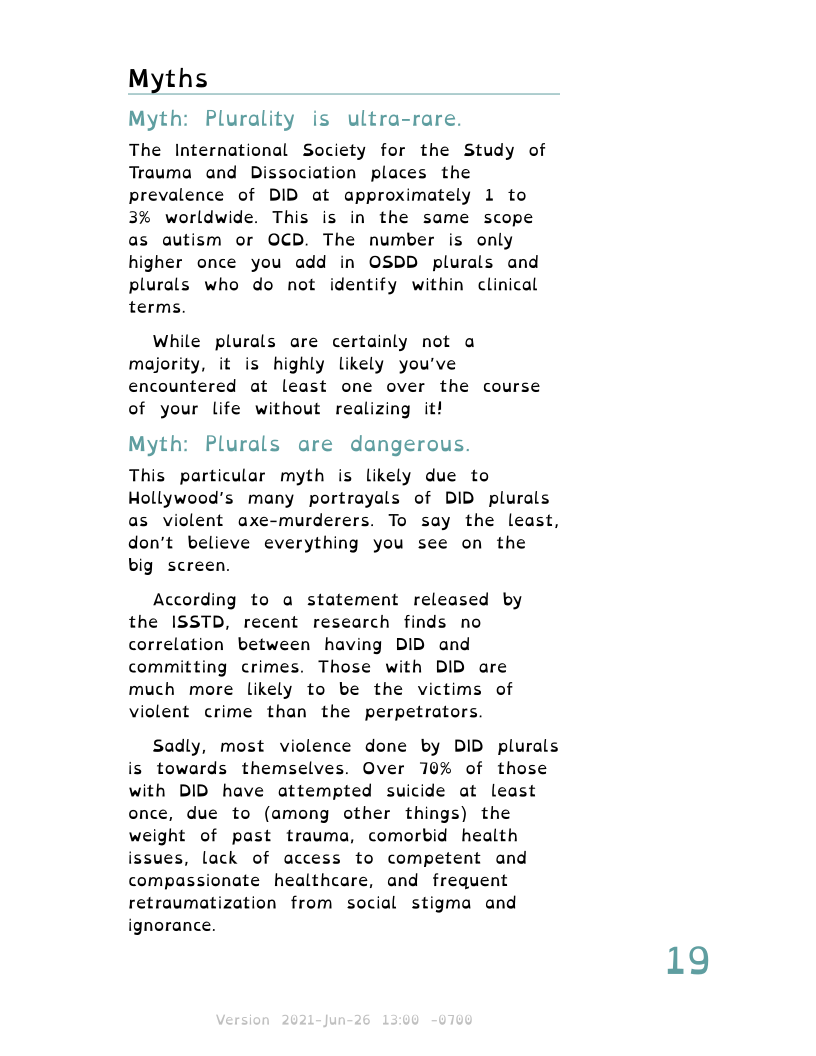 Myths
Myth: Plurality is ultra-rare.
The International Society for the Study of
Trauma and Dissociation places the
prevalence of DID at approximately 1 to
3% worldwide. This is in the same scope
as autism or OCD. The number is only
higher once you add in OSDD plurals and
plurals who do not identify within clinical
terms.
While plurals are certainly not a
majority, it is highly likely you've
encountered at least one over the course
of your life without realizing it!
Myth: Plurals are dangerous.
This particular myth is likely due to
Hollywood's many portrayals of DID plurals
as violent axe-murderers. To say the least,
don't believe everything you see on the
big screen.
According to a statement released by
the ISSTD, recent research finds no
correlation between having DID and
committing crimes. Those with DID are
much more likely to be the victims of
violent crime than the perpetrators.
Sadly, most violence done by DID plurals
is towards themselves. Over 70% of those
with DID have attempted suicide at least
once, due to (among other things) the
weight of past trauma, comorbid health
issues, lack of access to competent and
compassionate healthcare, and frequent
retraumatization from social stigma and
ignorance.
19
Version 2021-Jun-26 13:00 -0700